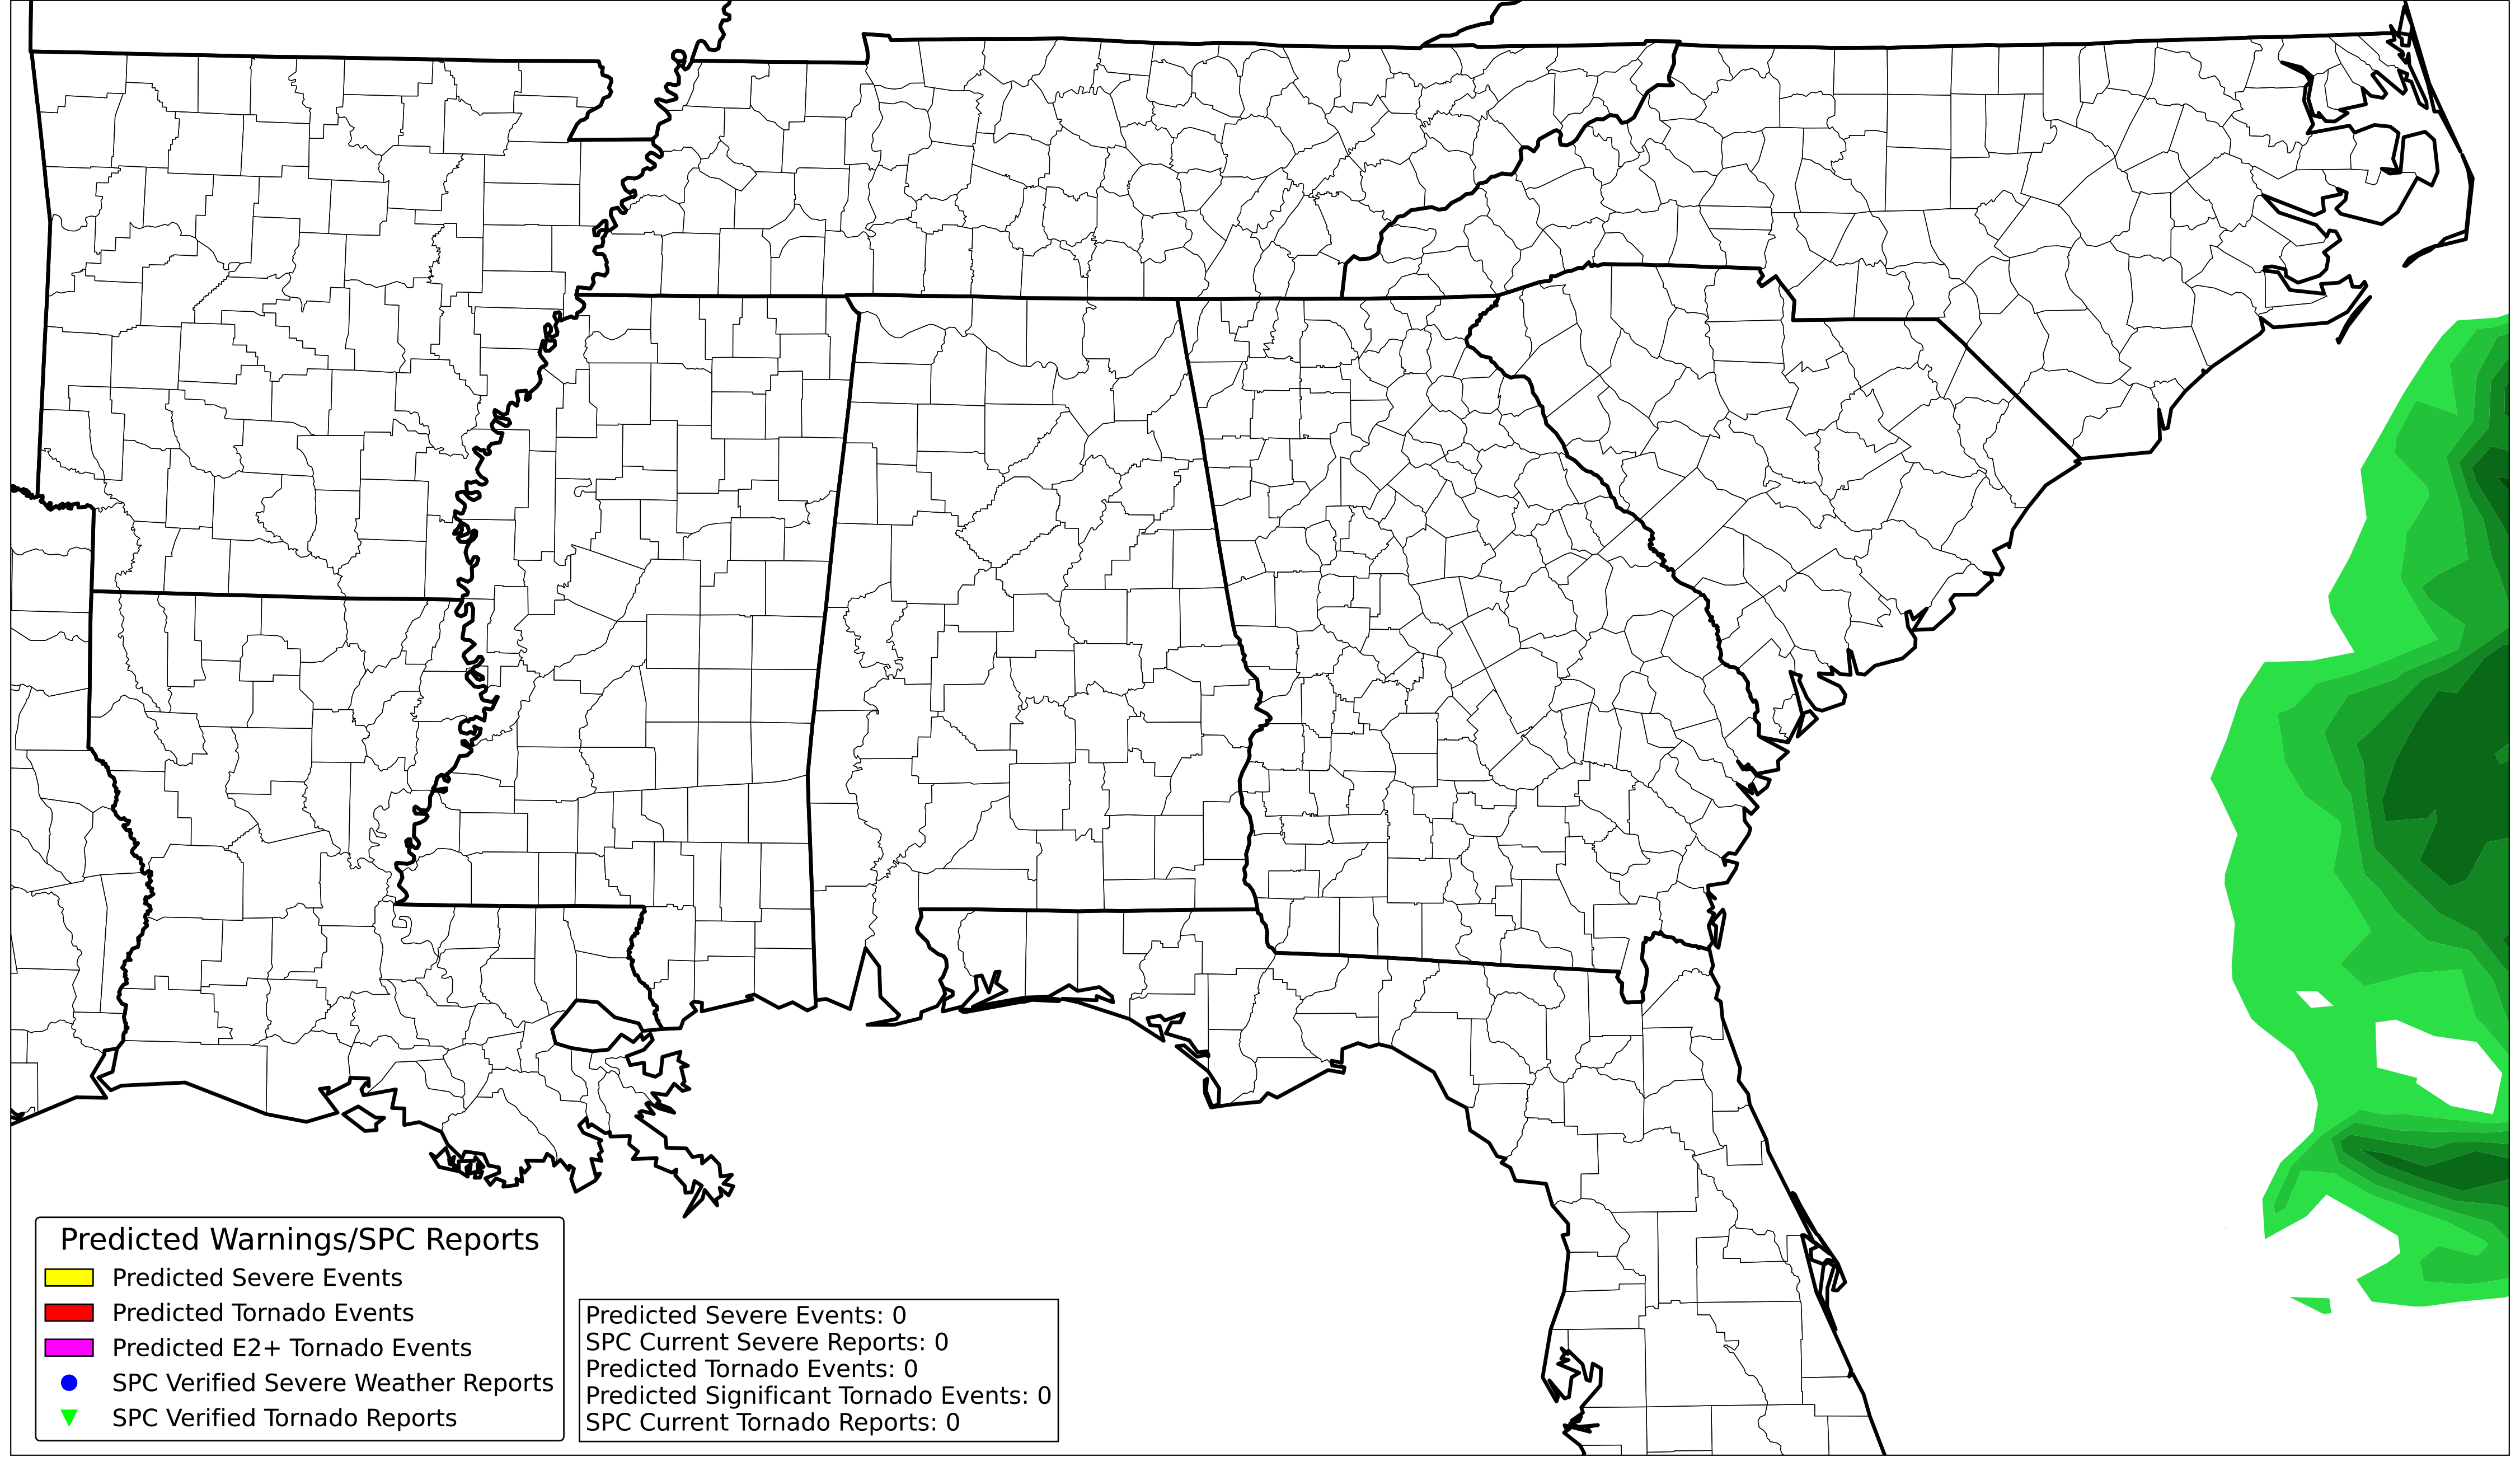 Predicted Warnings/SPC Reports
Predicted Severe Events
Predicted Tornado Events
Predicted E2+ Tornado Events
SPC Verified Severe Weather Reports
SPC Verified Tornado Reports
Predicted Severe Events: 0
SPC Current Severe Reports: 0
Predicted Tornado Events: 0
Predicted Significant Tornado Events: 0
SPC Current Tornado Reports: 0